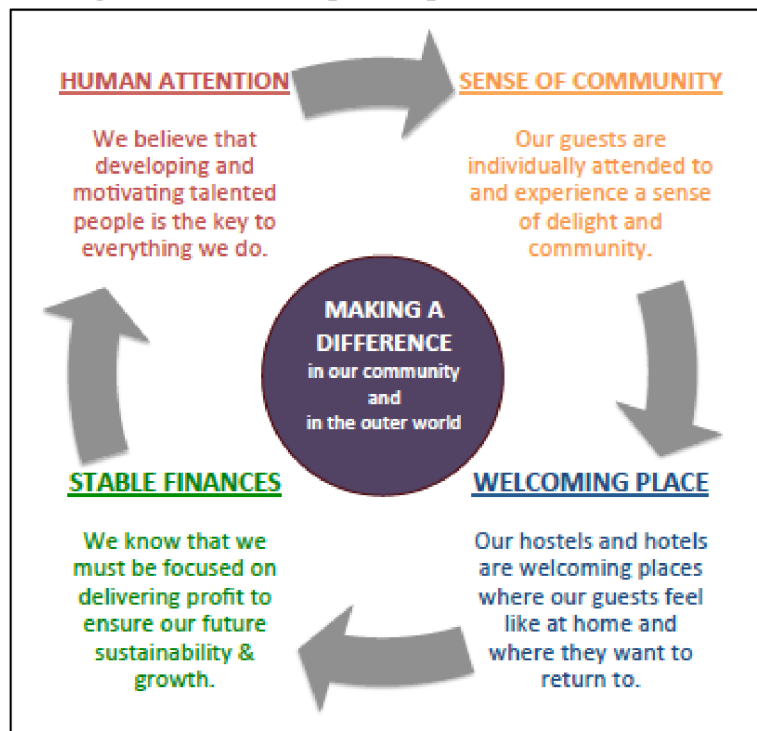 HUMAN ATTENTION
We believe that
developing and
motivating talented
people is the key to
everything we do.
SENSE OF COMMUNITY
Our guests are
individually attended to
and experience a sense
of delight and
community.
MAKING A
DIFFERENCE
in our community
and
in the outer world
STABLE FINANCES
We know that we
must be focused on
delivering profit to
ensure our future
sustainability &
growth.
WELCOMING PLACE
Our hostels and hotels
are welcoming places
where our guests feel
like at home and
where they want to
return to.